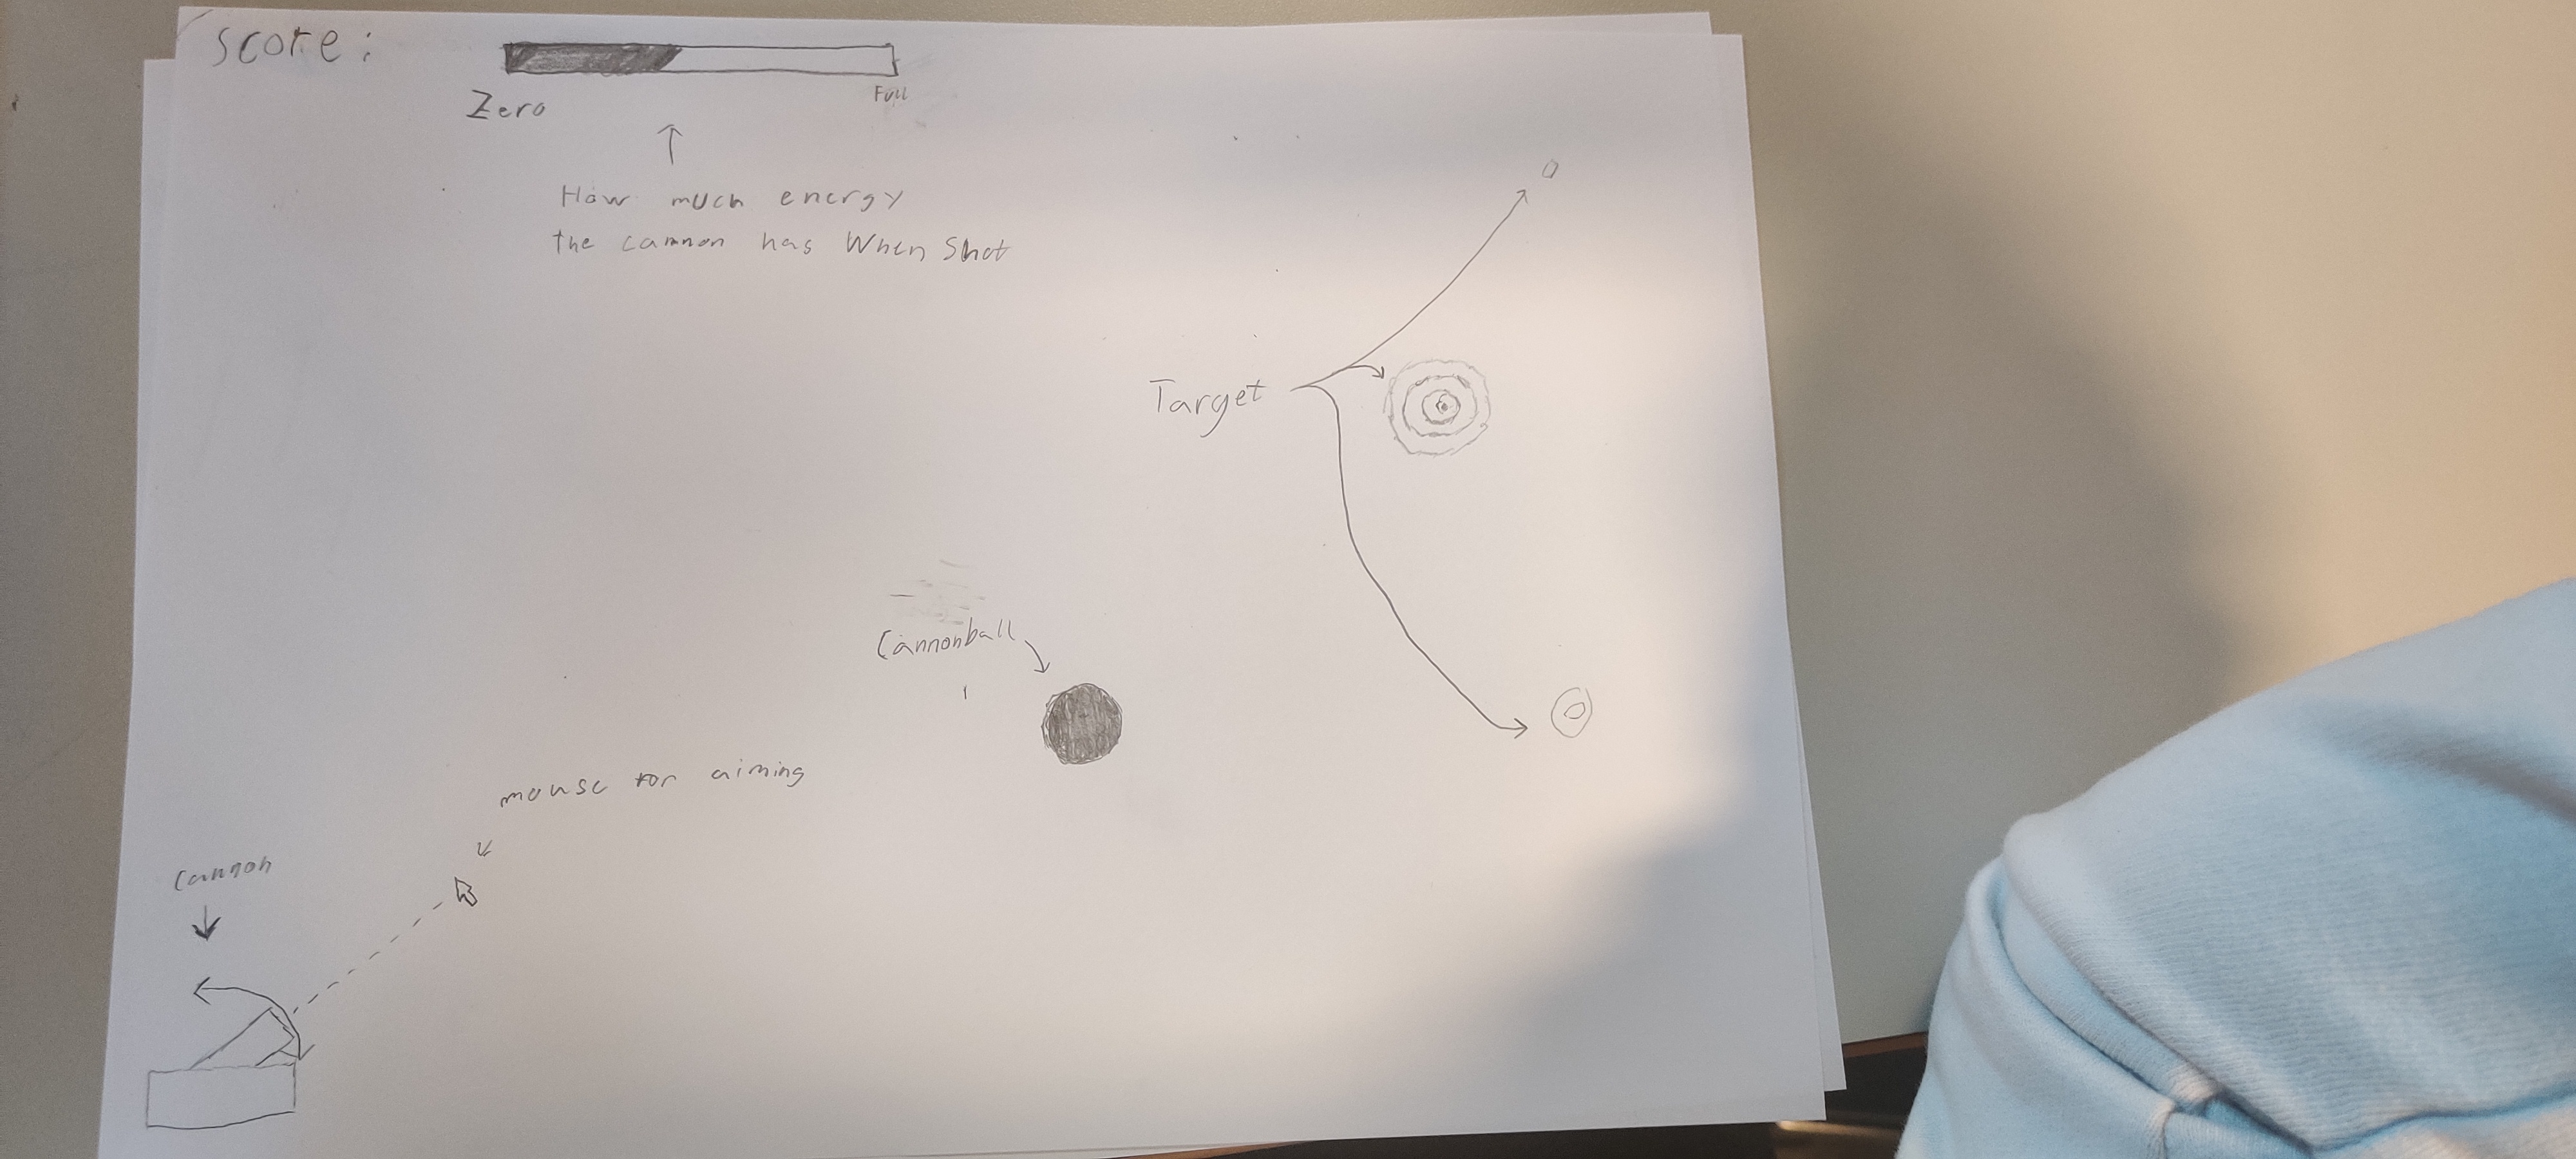 score:
Zero
Full
How much energy
the cannon has When Shot
Target
Cannonball
mouse for aiming
Cannon